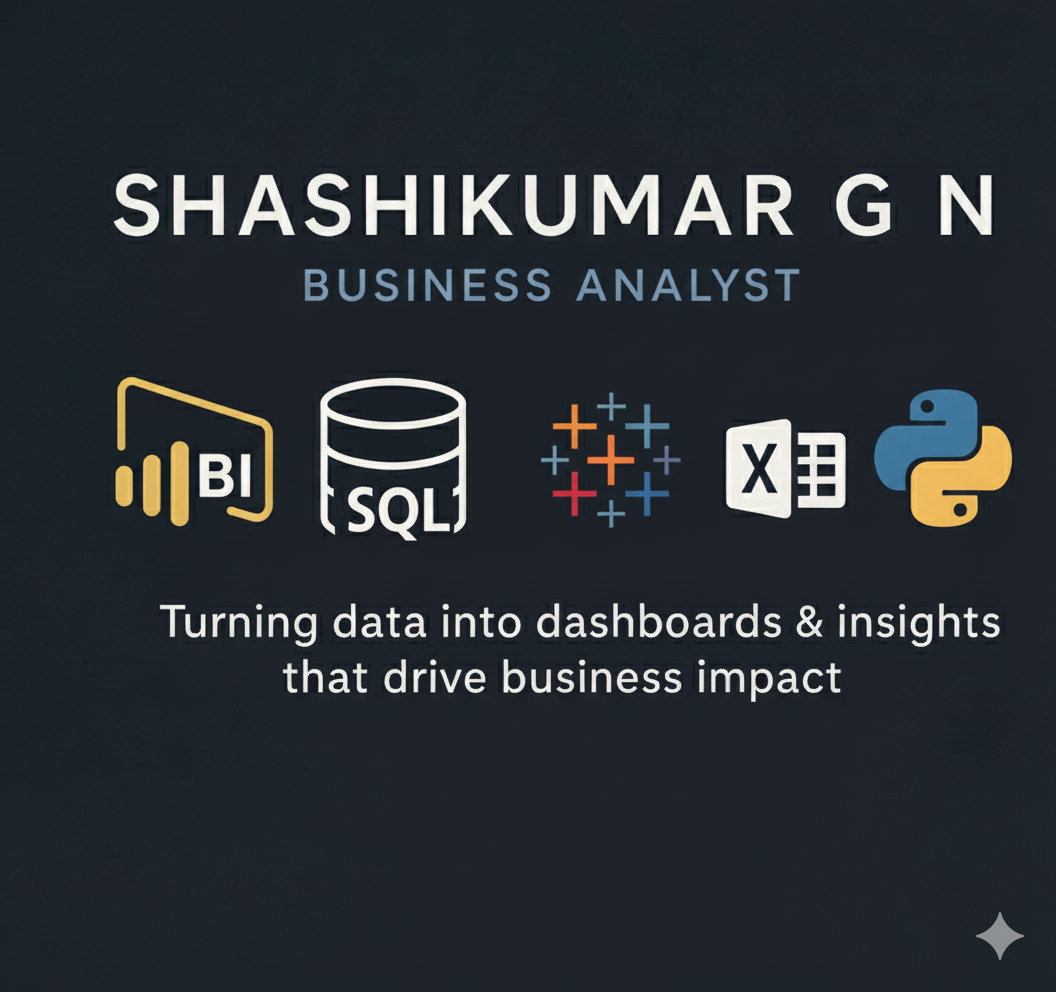 SHASHIKUMAR G N
BUSINESS ANALYST
BI SQL X
Turning data into dashboards & insights
that drive business impact